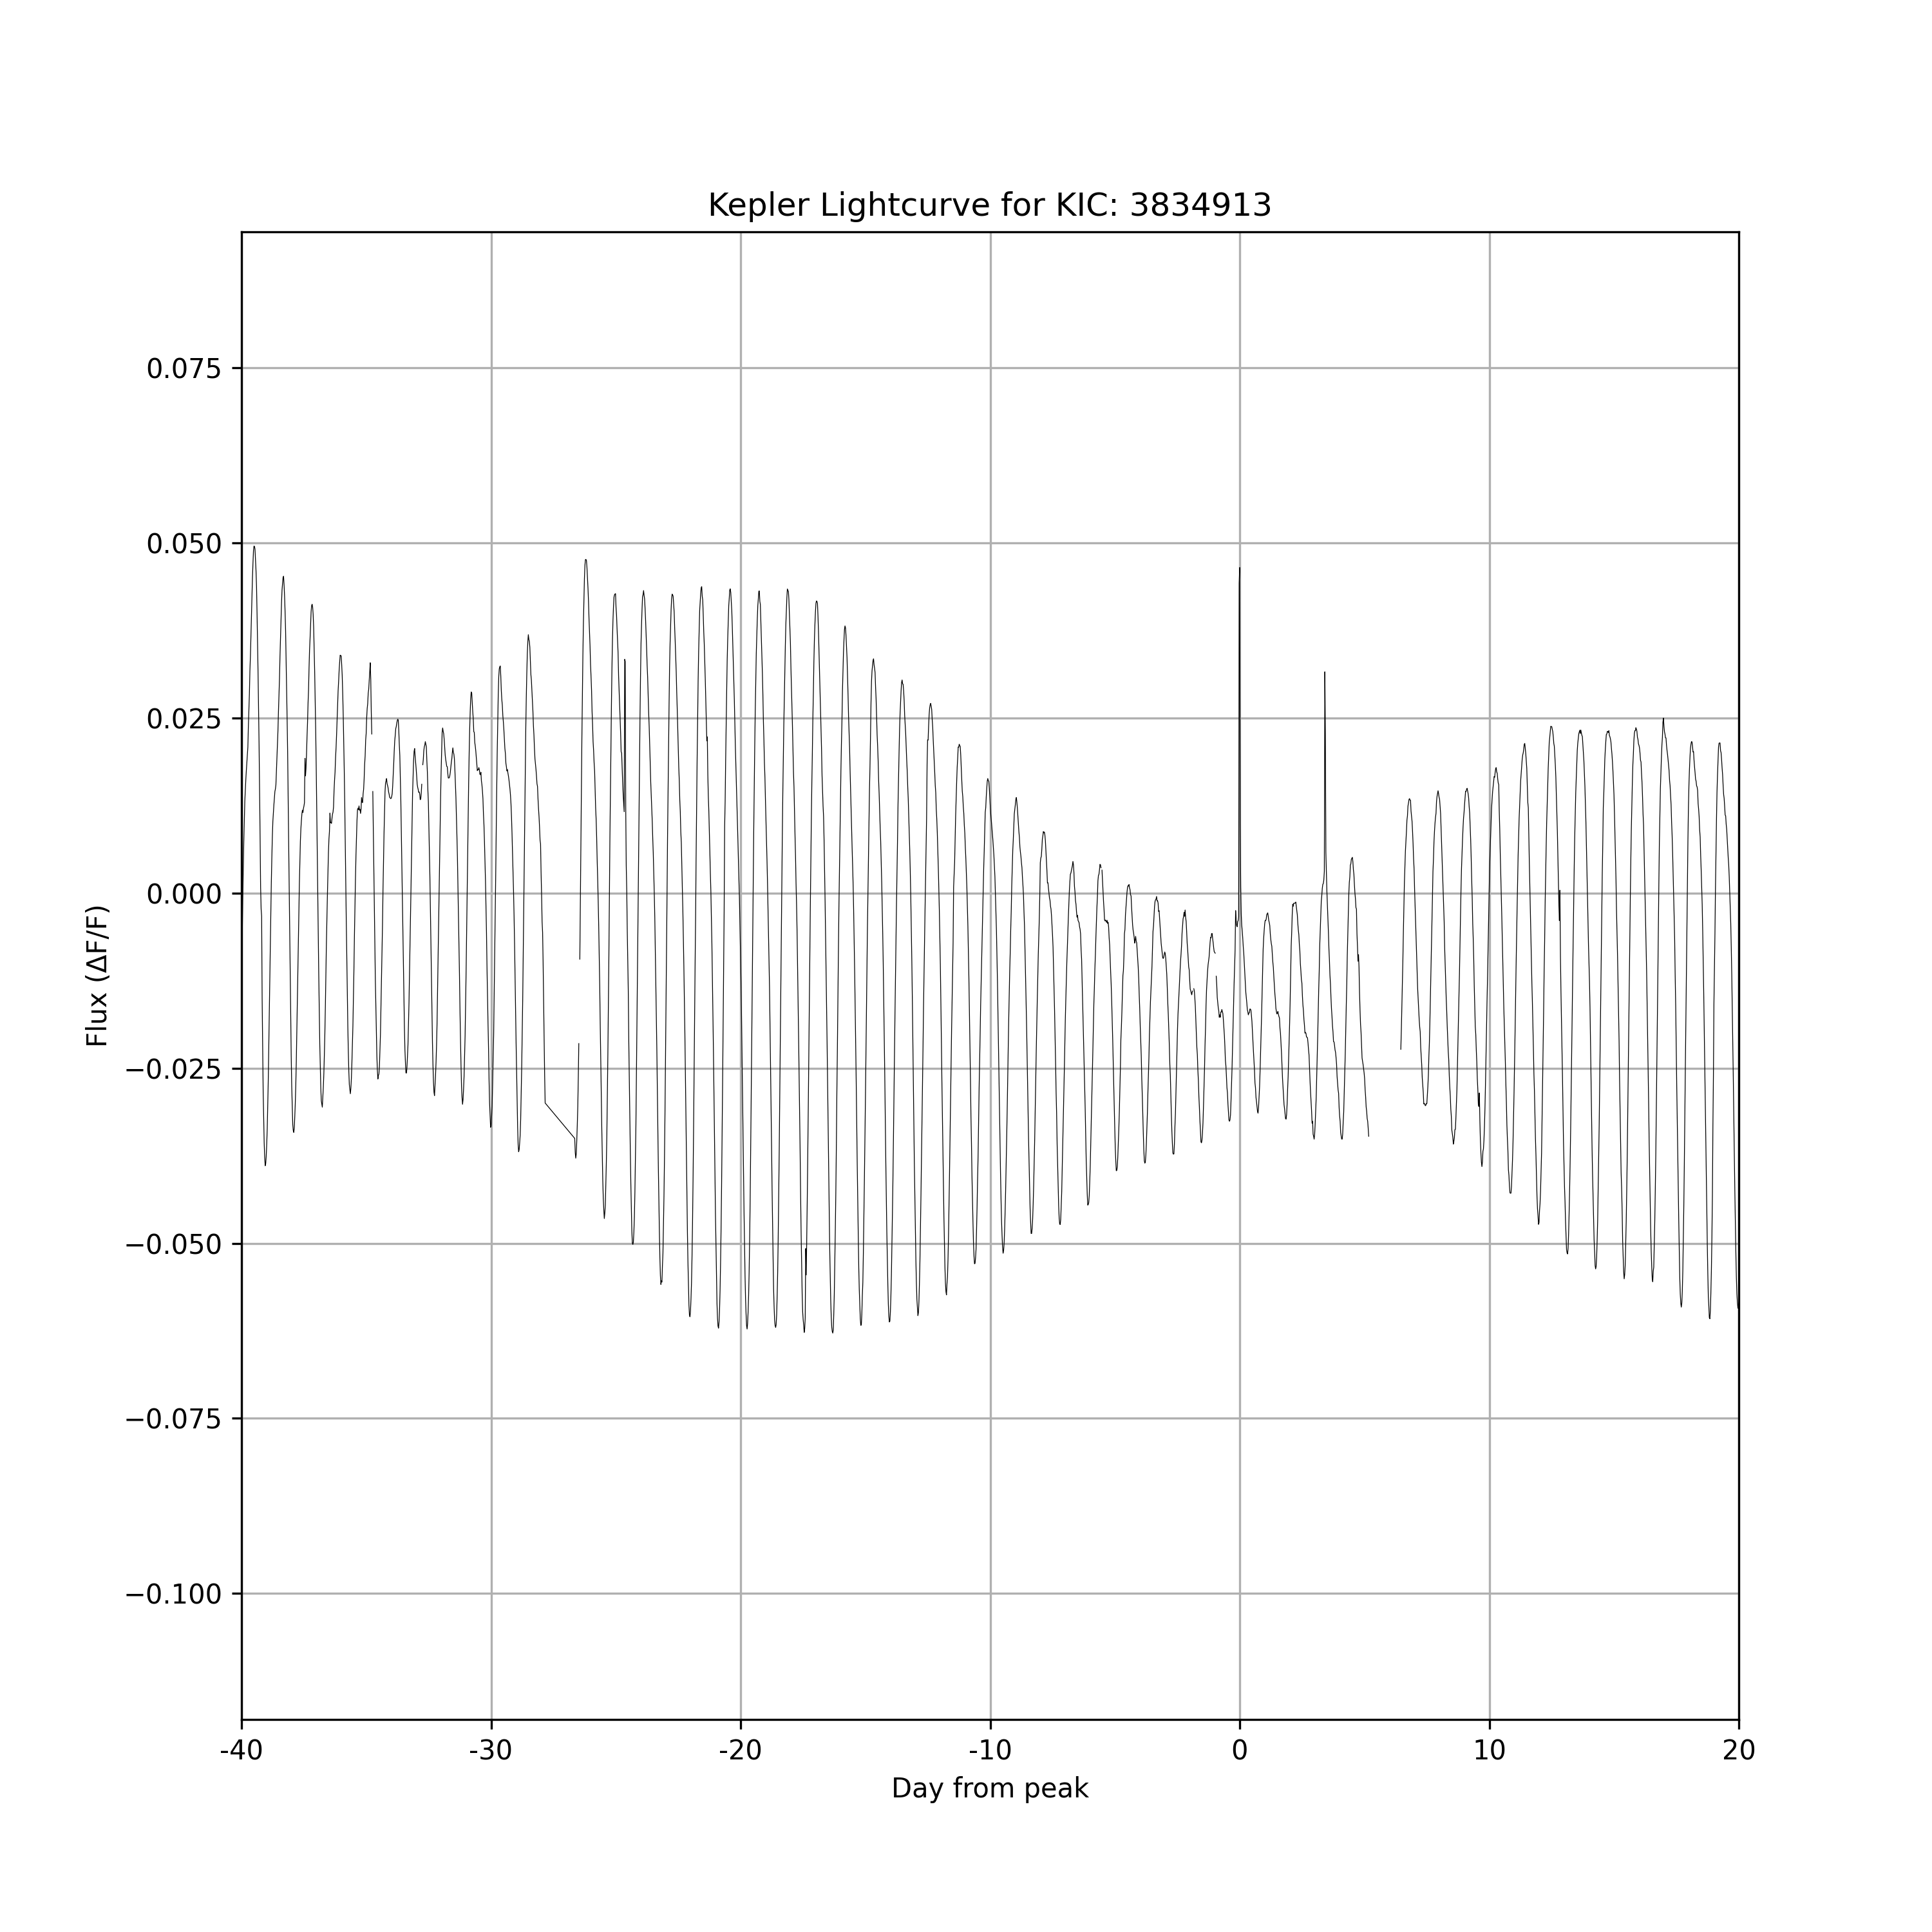 Kepler Lightcurve for KIC: 3834913
0.075
0.050
0.025
0.000
−0.025
−0.050
−0.075
−0.100
Flux (ΔF/F)
-40 -30 -20 -10 0 10 20
Day from peak